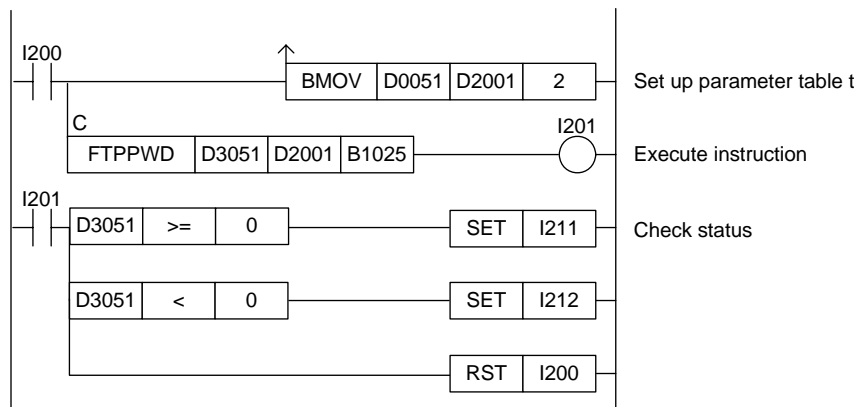 I200
BMOV D0051 D2001 2 Set up parameter table t
C I201
FTPPWD D3051 D2001 B1025 Execute instruction
I201
D3051 >= 0 SET I211 Check status
D3051 < 0 SET I212
RST I200